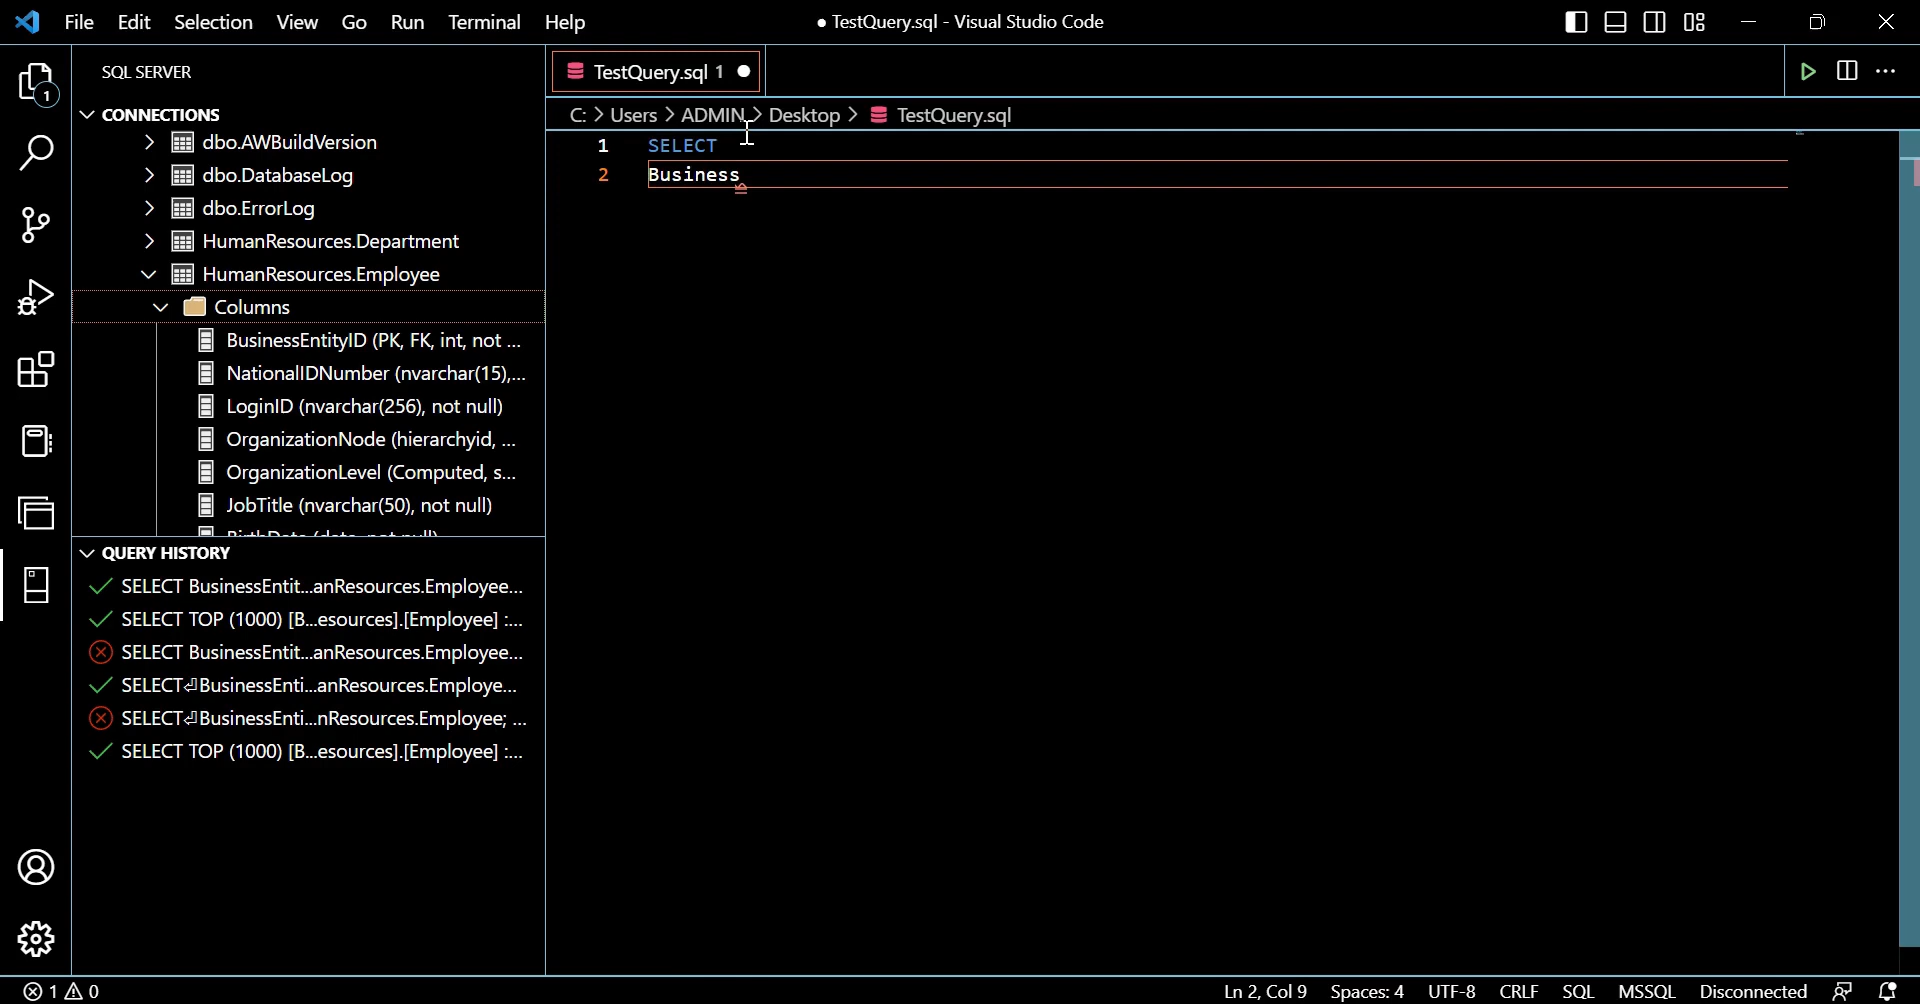 File Edit Selection View Go Run Terminal Help
● TestQuery.sql - Visual Studio Code
SQL SERVER
TestQuery.sql 1 ●
1
CONNECTIONS
C: > Users > ADMIN > Desktop > TestQuery.sql
dbo.AWBuildVersion
dbo.DatabaseLog
dbo.ErrorLog
HumanResources.Department
HumanResources.Employee
Columns
BusinessEntityID (PK, FK, int, not ...
NationalIDNumber (nvarchar(15),...
LoginID (nvarchar(256), not null)
OrganizationNode (hierarchyid, ...
OrganizationLevel (Computed, s...
JobTitle (nvarchar(50), not null)
BirthDate (date, not null)
1 SELECT
2 Business
QUERY HISTORY
SELECT BusinessEntit...anResources.Employee...
SELECT TOP (1000) [B...esources].[Employee] :...
SELECT BusinessEntit...anResources.Employee...
SELECT⏎BusinessEnti...anResources.Employe...
SELECT⏎BusinessEnti...nResources.Employee; ...
SELECT TOP (1000) [B...esources].[Employee] :...
1 0
Ln 2, Col 9 Spaces: 4 UTF-8 CRLF SQL MSSQL Disconnected